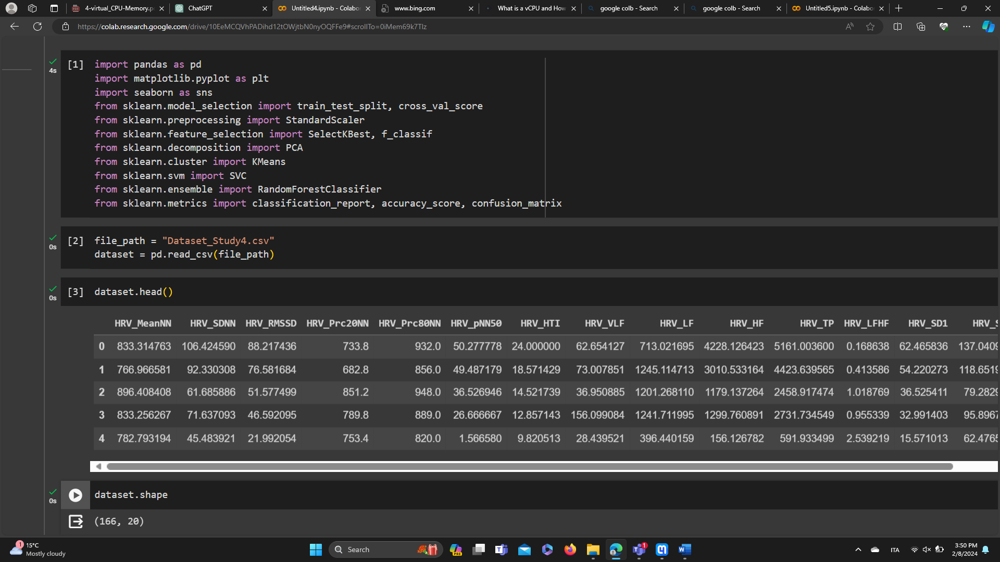 4-virtual_CPU-Memory.p
ChatGPT
Untitled4.ipynb - Colabo
www.bing.com
What is a vCPU and How
google colb - Search
google colb - Search
Untitled5.ipynb - Colabo
https://colab.research.google.com/drive/10EeMCQVhPADihd12tOWjtbN0nyOQFFe9#scrollTo=0iMem69k7Tlz
4s
[1] import pandas as pd
import matplotlib.pyplot as plt
import seaborn as sns
from sklearn.model_selection import train_test_split, cross_val_score
from sklearn.preprocessing import StandardScaler
from sklearn.feature_selection import SelectKBest, f_classif
from sklearn.decomposition import PCA
from sklearn.cluster import KMeans
from sklearn.svm import SVC
from sklearn.ensemble import RandomForestClassifier
from sklearn.metrics import classification_report, accuracy_score, confusion_matrix
0s
[2] file_path = "Dataset_Study4.csv"
dataset = pd.read_csv(file_path)
0s
[3] dataset.head()
HRV_MeanNN HRV_SDNN HRV_RMSSD HRV_Prc20NN HRV_Prc80NN HRV_pNN50 HRV_HTI HRV_VLF HRV_LF HRV_HF HRV_TP HRV_LFHF HRV_SD1 HRV_S
0 833.314763 106.424590 88.217436 733.8 932.0 50.277778 24.000000 62.654127 713.021695 4228.126423 5161.003600 0.168638 62.465836 137.0409
1 766.966581 92.330308 76.581684 682.8 856.0 49.487179 18.571429 73.007851 1245.114713 3010.533164 4423.639565 0.413586 54.220273 118.6519
2 896.408408 61.685886 51.577499 851.2 948.0 36.526946 14.521739 36.950885 1201.268110 1179.137264 2458.917474 1.018769 36.525411 79.2829
3 833.256267 71.637093 46.592095 789.8 889.0 26.666667 12.857143 156.099084 1241.711995 1299.760891 2731.734549 0.955339 32.991403 95.8967
4 782.793194 45.483921 21.992054 753.4 820.0 1.566580 9.820513 28.439521 396.440159 156.126782 591.933499 2.539219 15.571013 62.4765
0s
dataset.shape
(166, 20)
1
15°C
Mostly cloudy
Search
PRE
1
ITA
3:50 PM
2/8/2024